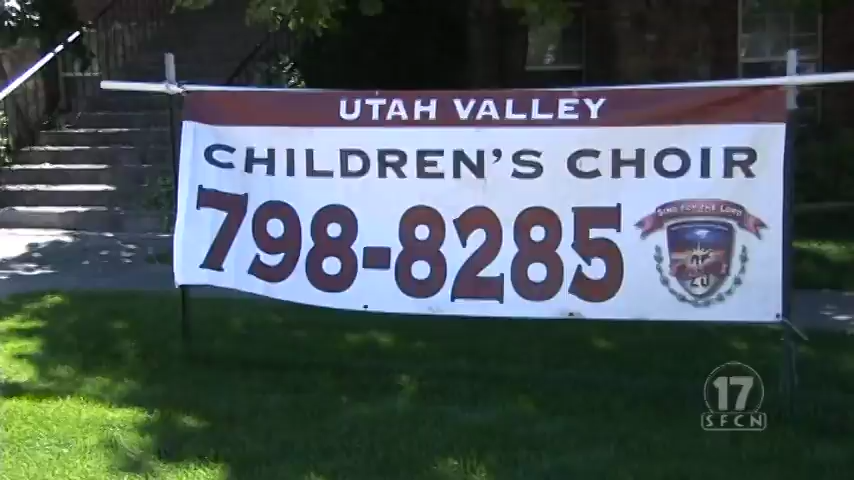 UTAH VALLEY
CHILDREN'S CHOIR
798-8285
SING FOR THE LORD
17
SFCN